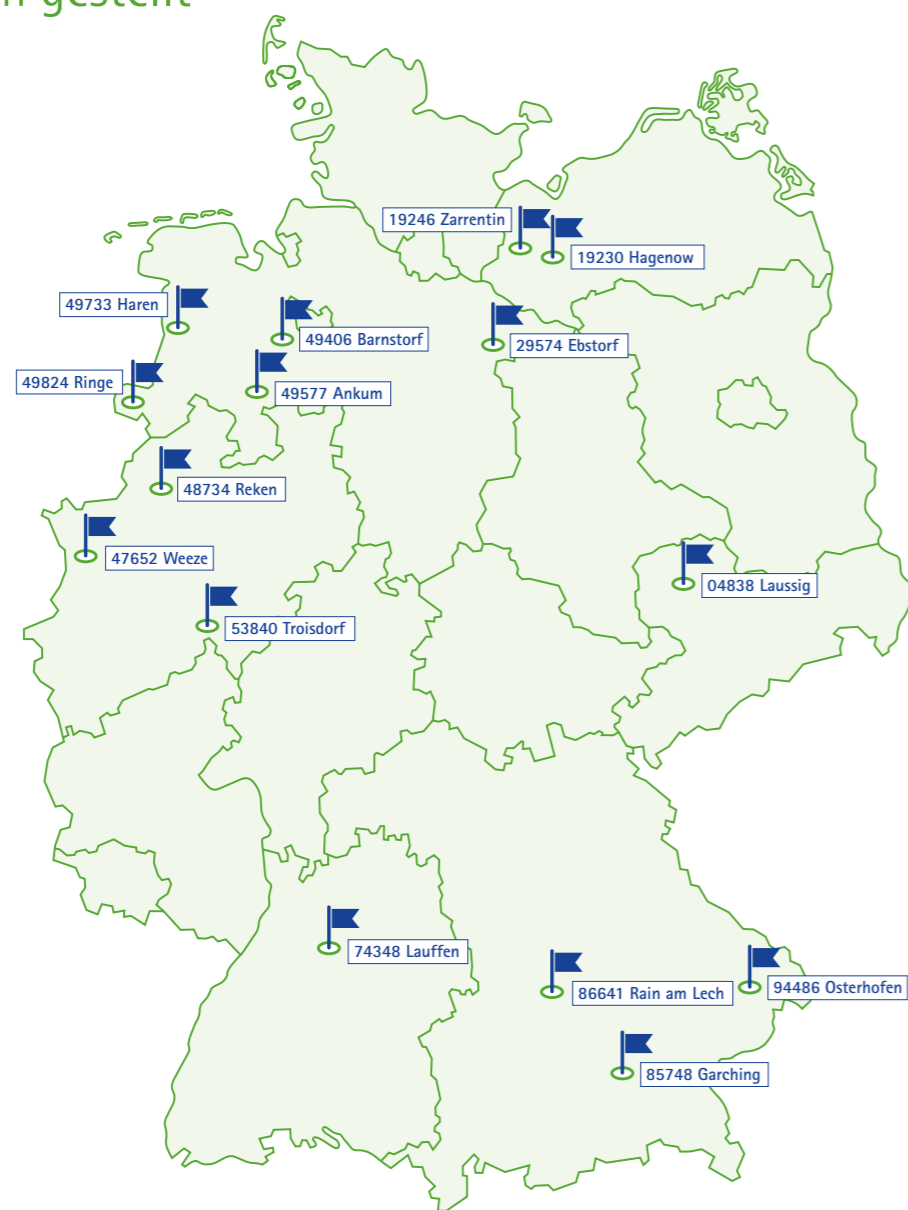 n gestellt
19246 Zarrentin
19230 Hagenow
49733 Haren
49406 Barnstorf
29574 Ebstorf
49824 Ringe
49577 Ankum
48734 Reken
47652 Weeze
04838 Laussig
53840 Troisdorf
74348 Lauffen
86641 Rain am Lech
94486 Osterhofen
85748 Garching